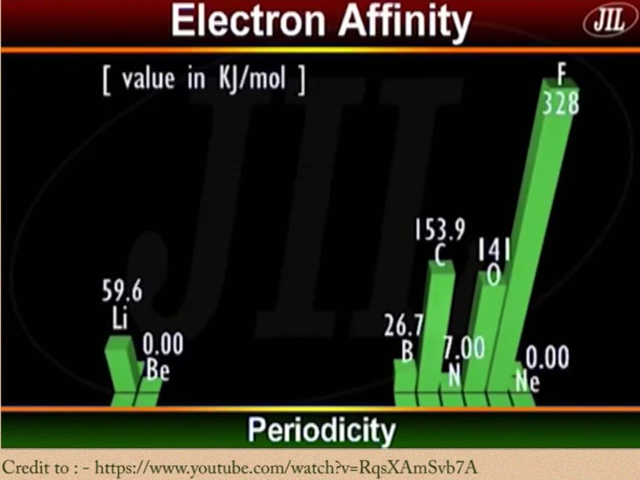 Electron Affinity
JIL
[ value in KJ/mol ]
F
328
153.9
C
141
O
59.6
Li
0.00
Be
26.7
B
7.00
N
0.00
Ne
Periodicity
Credit to : - https://www.youtube.com/watch?v=RqsXAmSvb7A